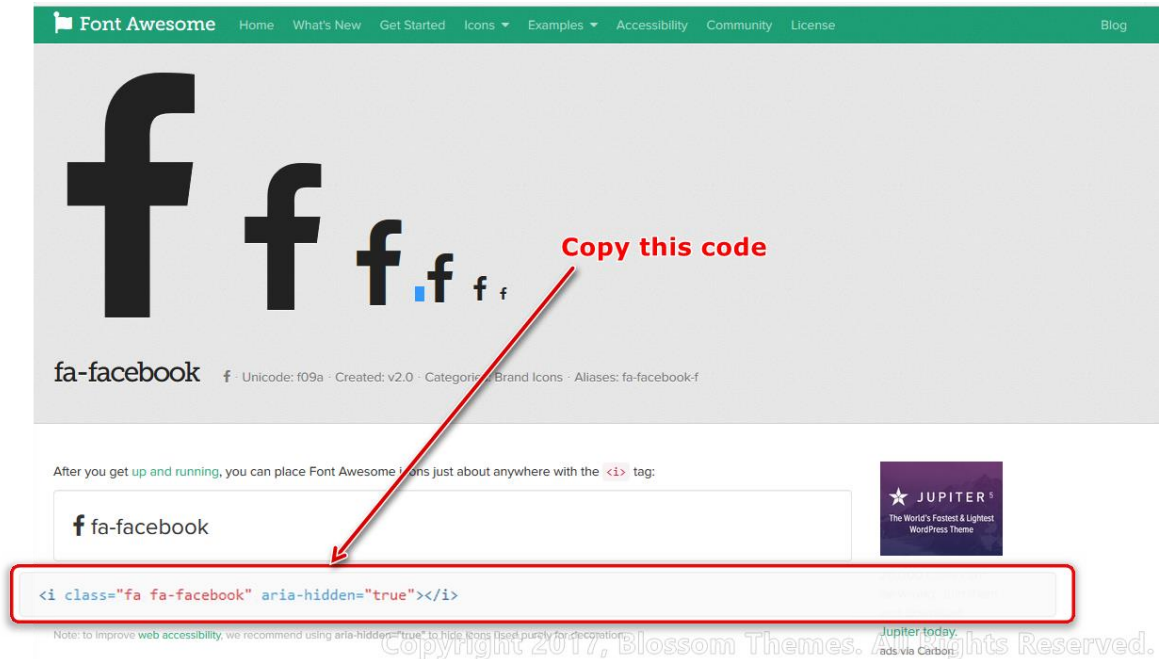 Font Awesome Home What's New Get Started Icons Examples Accessibility Community License Blog
Copy this code
fa-facebook f · Unicode: f09a · Created: v2.0 · Categories: Brand Icons · Aliases: fa-facebook-f
After you get up and running, you can place Font Awesome icons just about anywhere with the <i> tag:
fa-facebook
JUPITER 5
The World's Fastest & Lightest
WordPress Theme
<i class="fa fa-facebook" aria-hidden="true"></i>
Note: to improve web accessibility, we recommend using aria-hidden="true" to hide icons used purely for decoration.
Jupiter today.
ads via Carbon
Copyright 2017, Blossom Themes. All Rights Reserved.